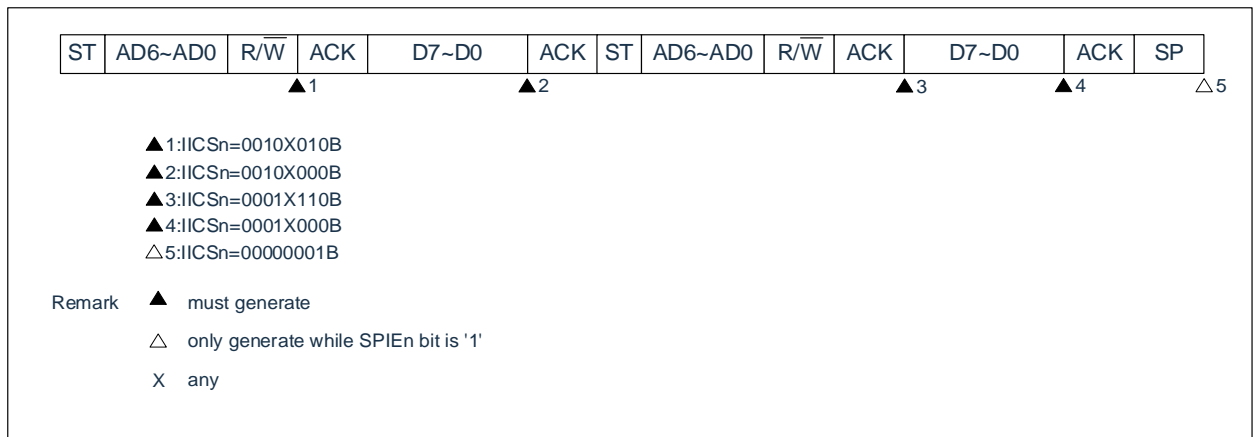 ST AD6~AD0 R/W̅ ACK D7~D0 ACK ST AD6~AD0 R/W̅ ACK D7~D0 ACK SP
▲1 ▲2 ▲3 ▲4 △5
▲1:IICSn=0010X010B
▲2:IICSn=0010X000B
▲3:IICSn=0001X110B
▲4:IICSn=0001X000B
△5:IICSn=00000001B
Remark ▲ must generate
△ only generate while SPIEn bit is '1'
X any